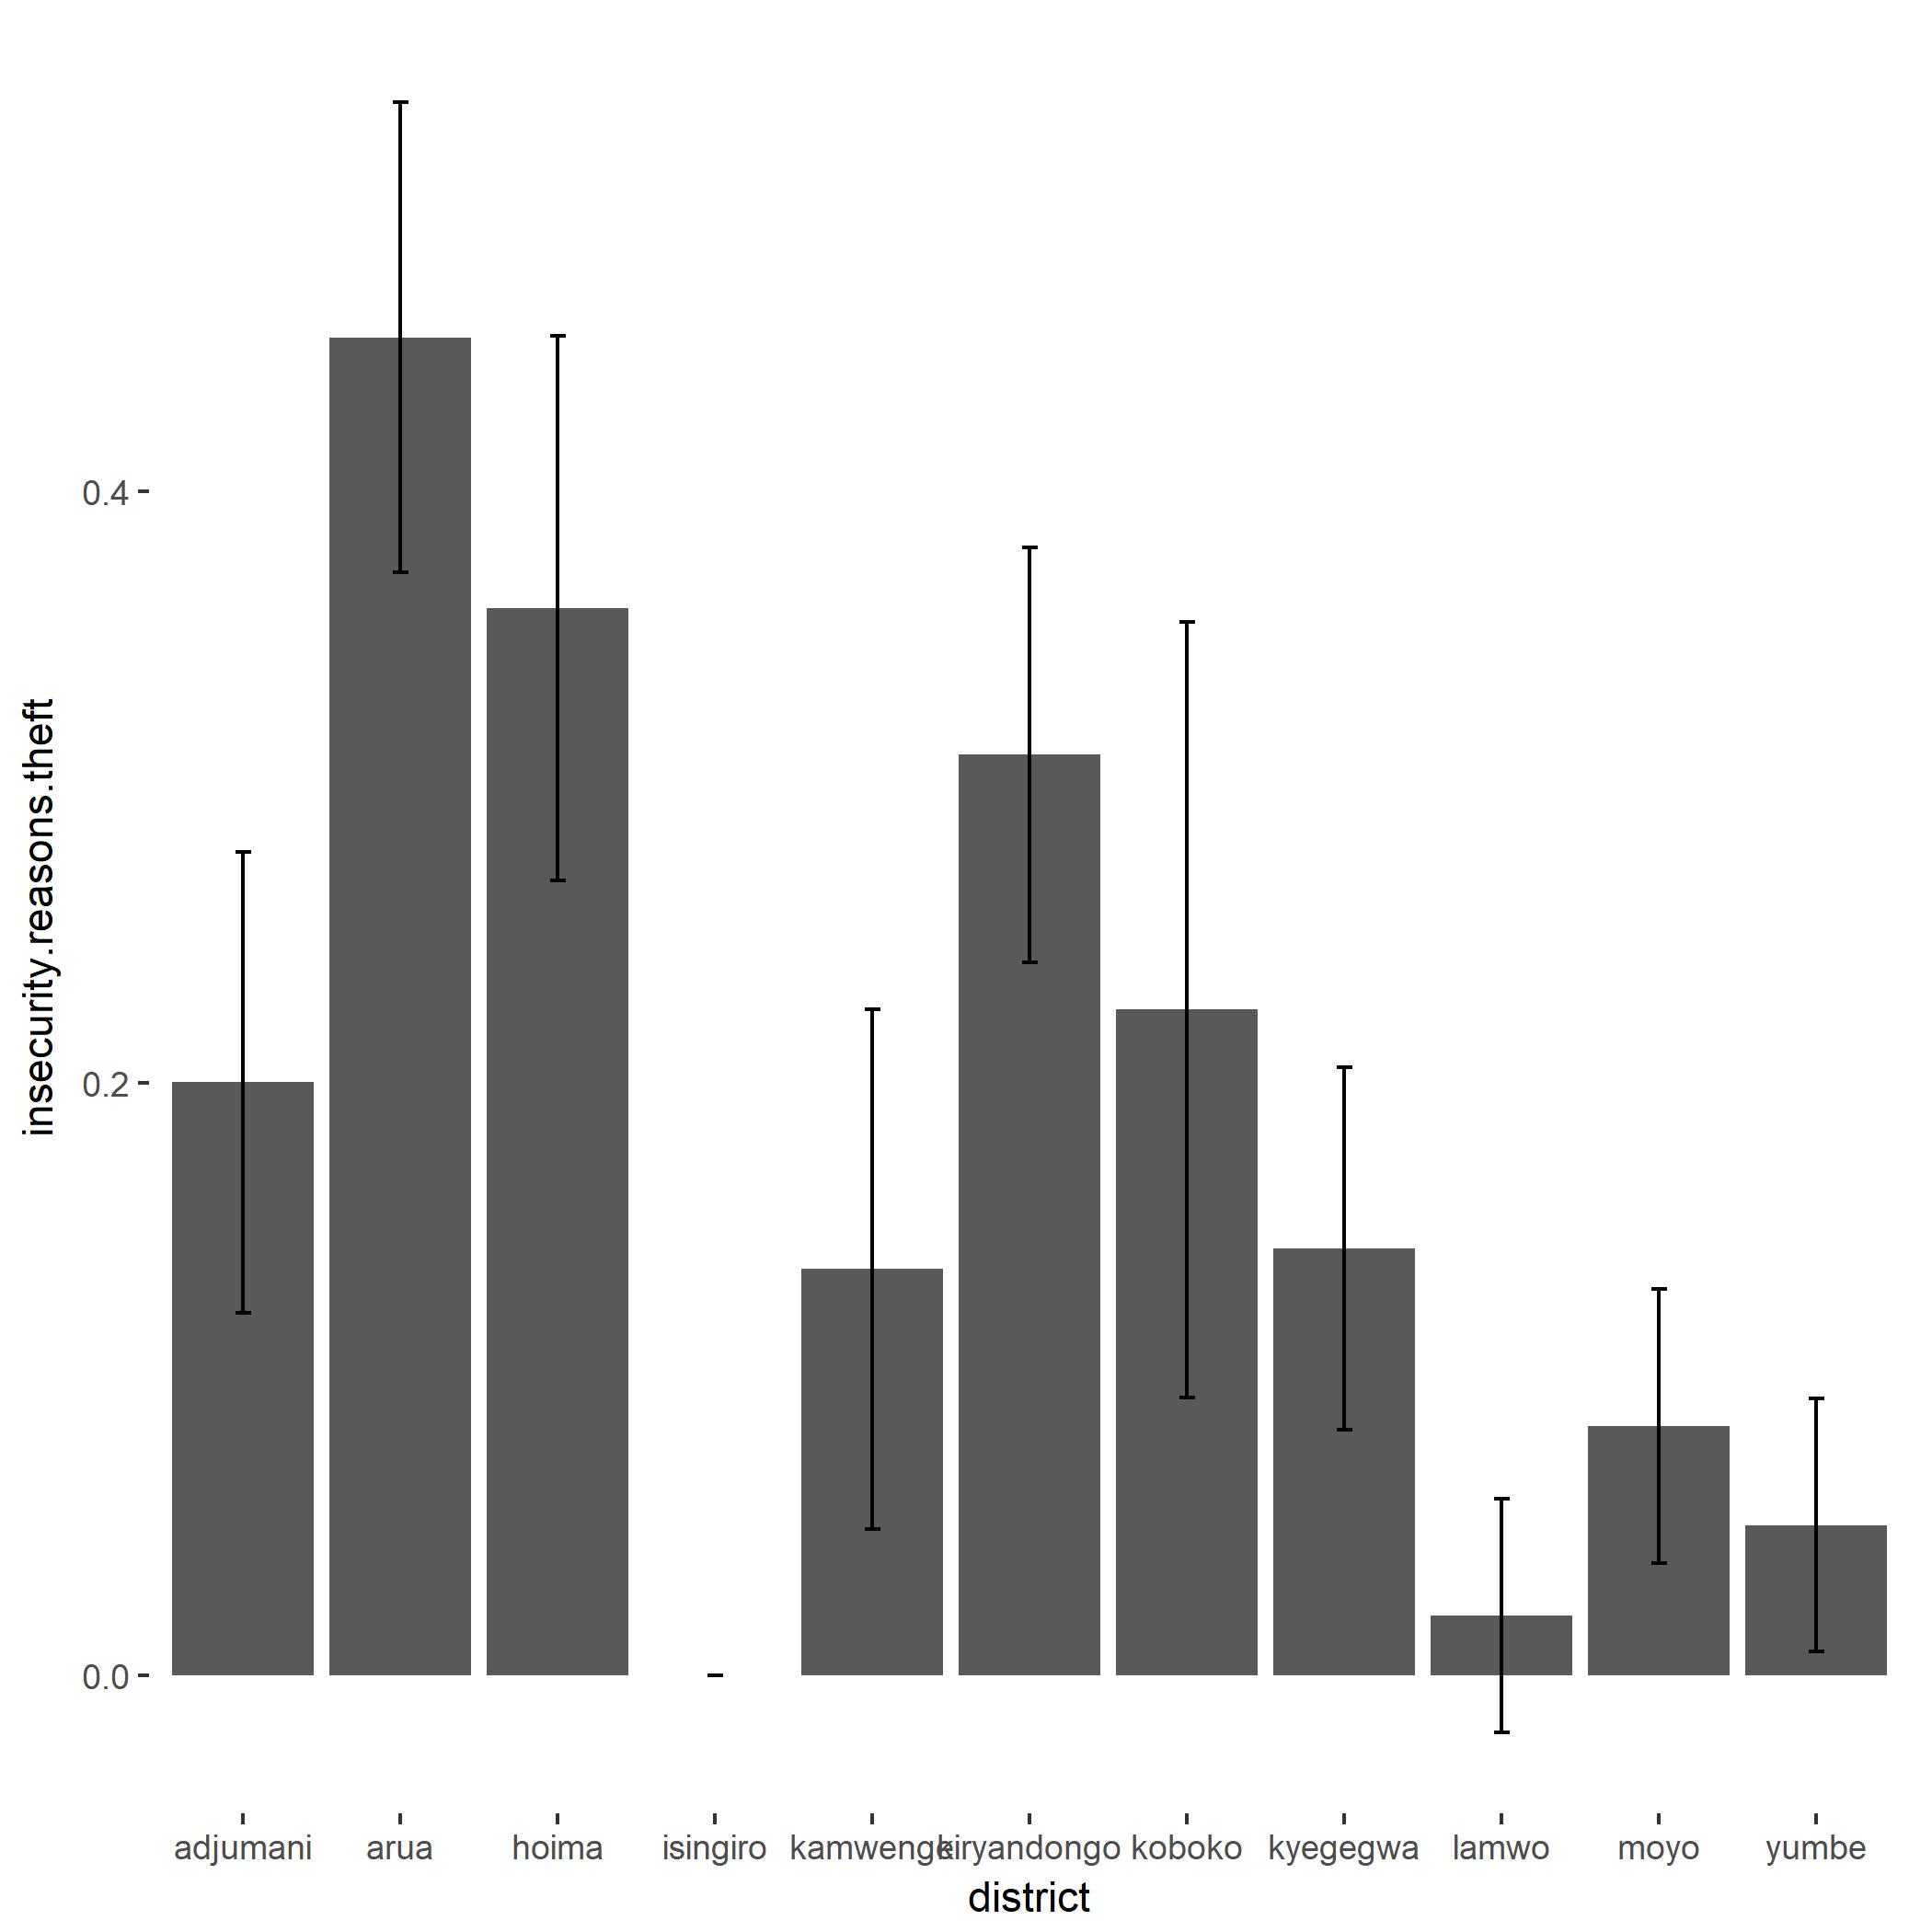 insecurity.reasons.theft
0.4
0.2
0.0
adjumani arua hoima isingiro kamwenge kiryandongo koboko kyegegwa lamwo moyo yumbe
district